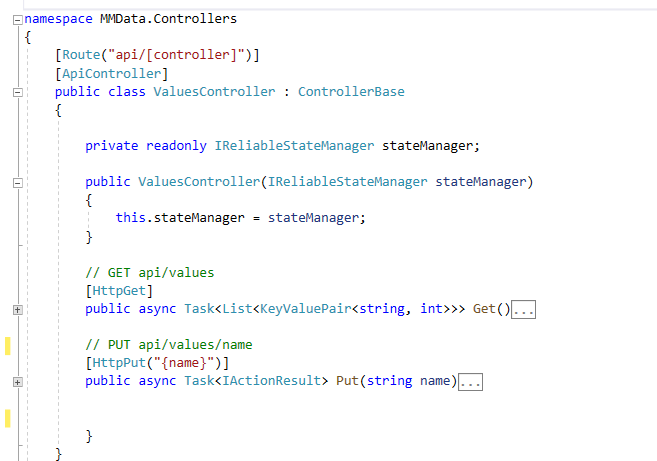 namespace MMData.Controllers
{
[Route("api/[controller]")]
[ApiController]
public class ValuesController : ControllerBase
{
private readonly IReliableStateManager stateManager;
public ValuesController(IReliableStateManager stateManager)
{
this.stateManager = stateManager;
}
// GET api/values
[HttpGet]
public async Task<List<KeyValuePair<string, int>>> Get()...
// PUT api/values/name
[HttpPut("{name}")]
public async Task<IActionResult> Put(string name)...
}
}